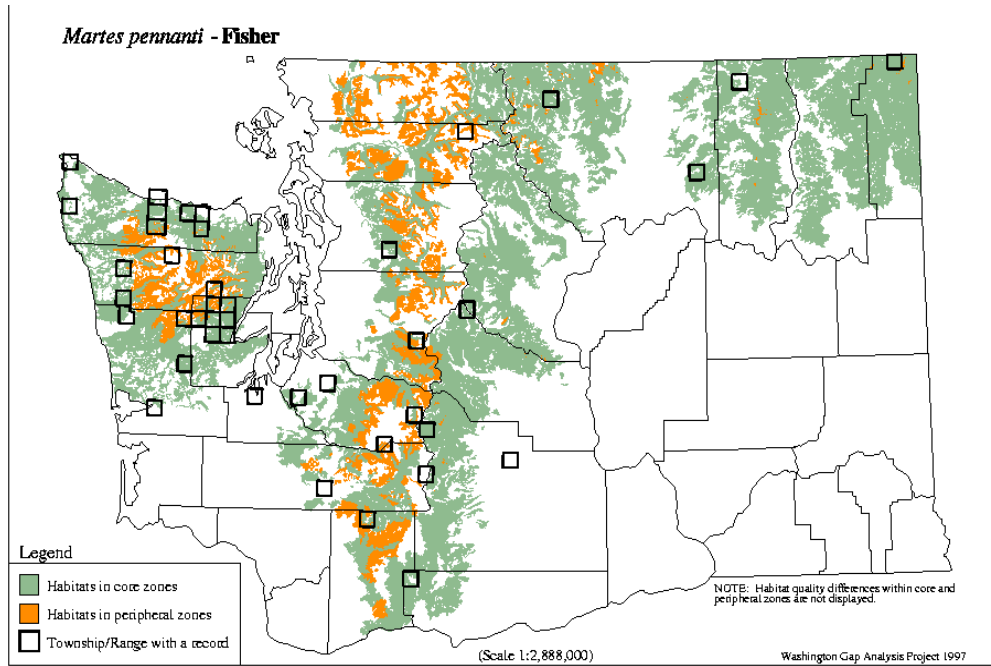 Martes pennanti - Fisher
Legend
Habitats in core zones
Habitats in peripheral zones
Township/Range with a record
NOTE: Habitat quality differences within core and
peripheral zones are not displayed.
(Scale 1:2,888,000)
Washington Gap Analysis Project 1997